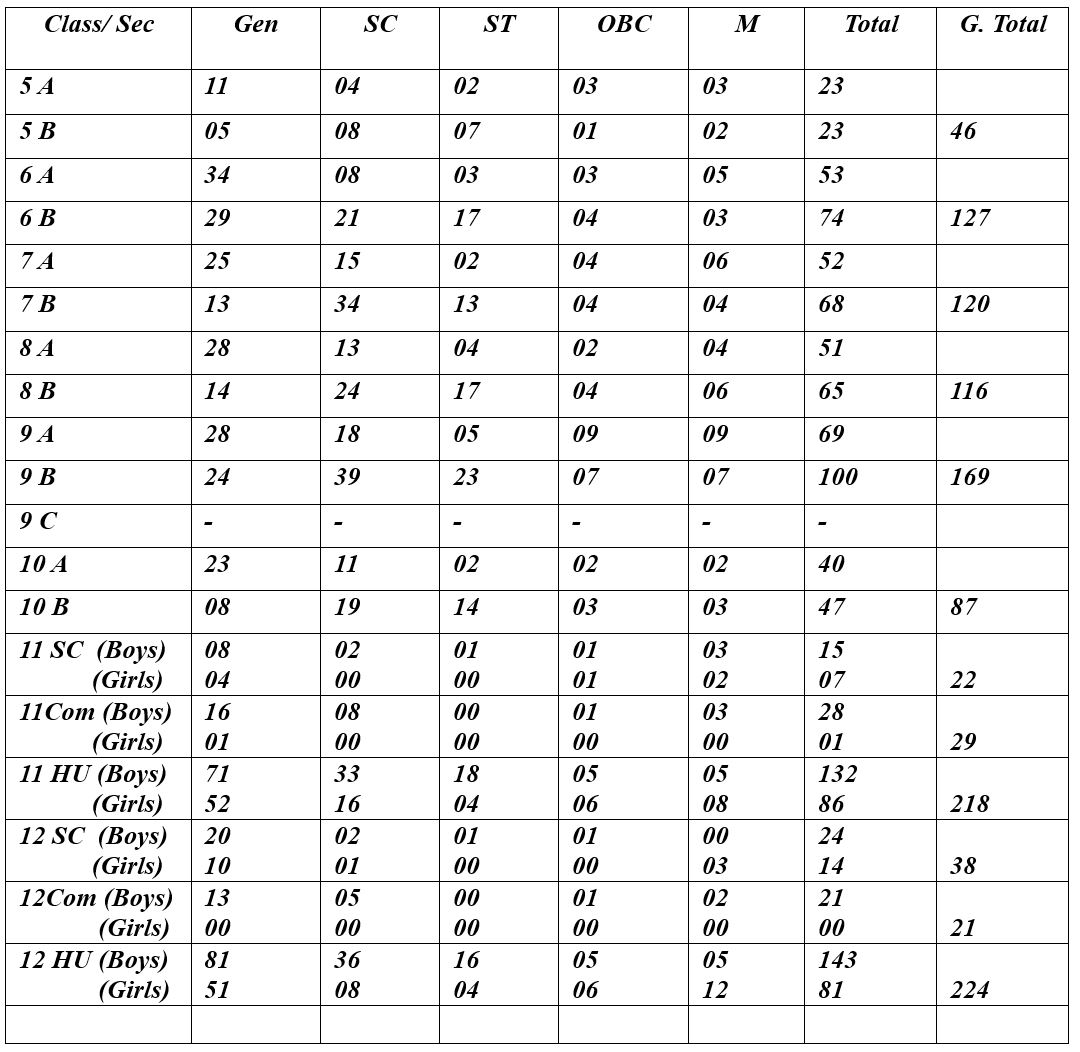 Class/ Sec Gen SC ST OBC M Total G. Total
5 A 11 04 02 03 03 23
5 B 05 08 07 01 02 23 46
6 A 34 08 03 03 05 53
6 B 29 21 17 04 03 74 127
7 A 25 15 02 04 06 52
7 B 13 34 13 04 04 68 120
8 A 28 13 04 02 04 51
8 B 14 24 17 04 06 65 116
9 A 28 18 05 09 09 69
9 B 24 39 23 07 07 100 169
9 C - - - - - -
10 A 23 11 02 02 02 40
10 B 08 19 14 03 03 47 87
11 SC (Boys) 08 02 01 01 03 15
(Girls) 04 00 00 01 02 07 22
11Com (Boys) 16 08 00 01 03 28
(Girls) 01 00 00 00 00 01 29
11 HU (Boys) 71 33 18 05 05 132
(Girls) 52 16 04 06 08 86 218
12 SC (Boys) 20 02 01 01 00 24
(Girls) 10 01 00 00 03 14 38
12Com (Boys) 13 05 00 01 02 21
(Girls) 00 00 00 00 00 00 21
12 HU (Boys) 81 36 16 05 05 143
(Girls) 51 08 04 06 12 81 224